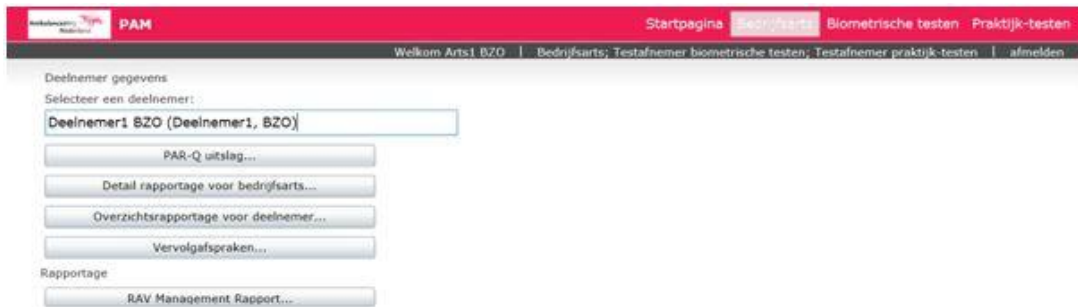 PAM
Startpagina Bedrijfsarts Biometrische testen Praktijk-testen
Welkom Arts1 BZO | Bedrijfsarts; Testafnemer biometrische testen; Testafnemer praktijk-testen | afmelden
Deelnemer gegevens
Selecteer een deelnemer:
Deelnemer1 BZO (Deelnemer1, BZO)
PAR-Q uitslag...
Detail rapportage voor bedrijfsarts...
Overzichtsrapportage voor deelnemer...
Vervolgafspraken...
Rapportage
RAV Management Rapport...